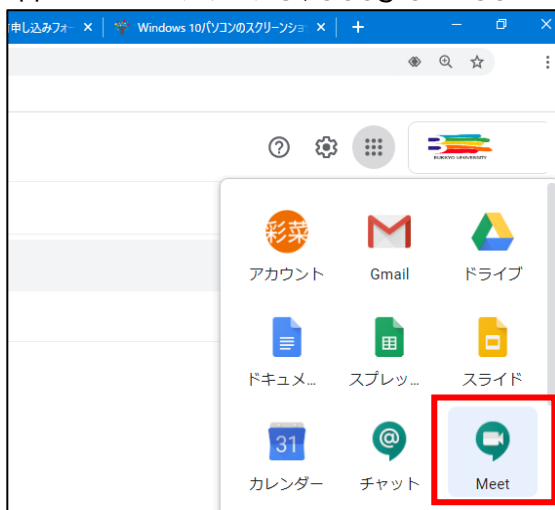 申し込みフォー
Windows 10パソコンのスクリーンショ
BUKKYO UNIVERSITY
彩菜
アカウント Gmail ドライブ
ドキュメ... スプレッ... スライド
31 @
カレンダー チャット Meet